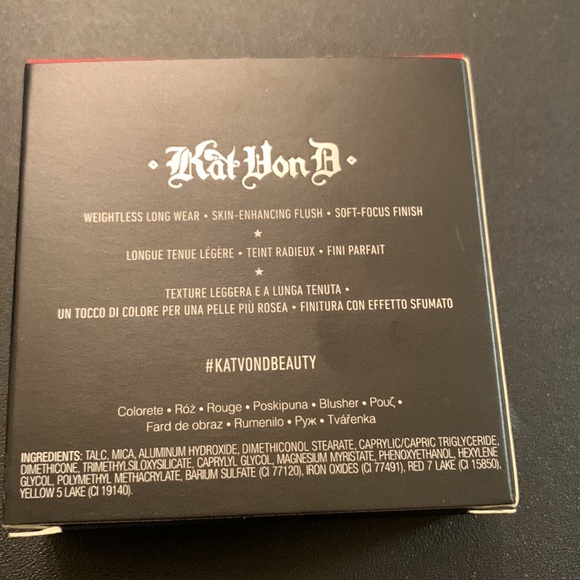 Kat Von D
WEIGHTLESS LONG WEAR • SKIN-ENHANCING FLUSH • SOFT-FOCUS FINISH
LONGUE TENUE LÉGÈRE • TEINT RADIEUX • FINI PARFAIT
TEXTURE LEGGERA E A LUNGA TENUTA •
UN TOCCO DI COLORE PER UNA PELLE PIÙ ROSEA • FINITURA CON EFFETTO SFUMATO
#KATVONDBEAUTY
Colorete • Róż • Rouge • Poskipuna • Blusher • Ρουζ •
Fard de obraz • Rumenilo • Руж • Tvářenka
INGREDIENTS: TALC, MICA, ALUMINUM HYDROXIDE, DIMETHICONOL STEARATE, CAPRYLIC/CAPRIC TRIGLYCERIDE,
DIMETHICONE, TRIMETHYLSILOXYSILICATE, CAPRYLYL GLYCOL, MAGNESIUM MYRISTATE, PHENOXYETHANOL, HEXYLENE
GLYCOL, POLYMETHYL METHACRYLATE, BARIUM SULFATE (CI 77120), IRON OXIDES (CI 77491), RED 7 LAKE (CI 15850),
YELLOW 5 LAKE (CI 19140).